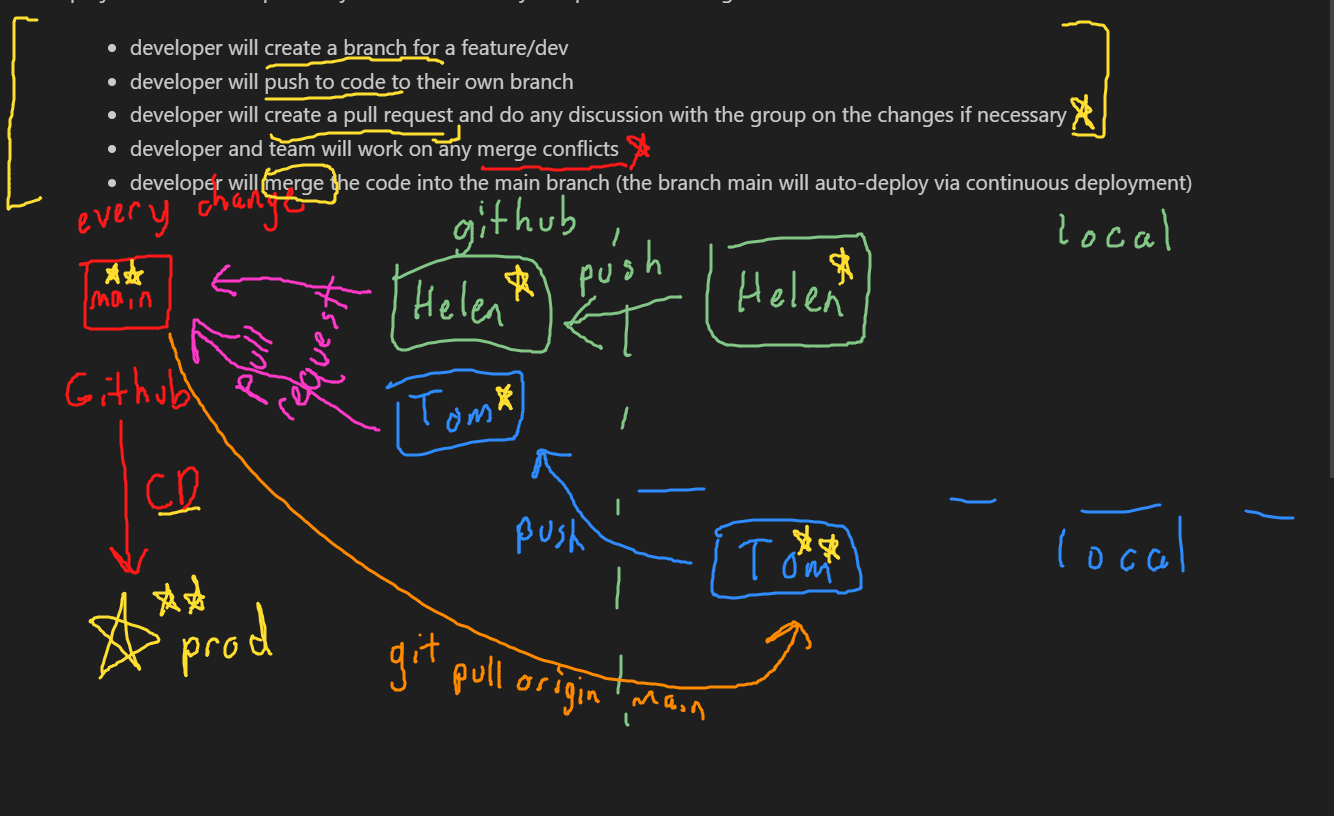 • developer will create a branch for a feature/dev
• developer will push to code to their own branch
• developer will create a pull request and do any discussion with the group on the changes if necessary
• developer and team will work on any merge conflicts
• developer will merge the code into the main branch (the branch main will auto-deploy via continuous deployment)
every change
github
local
main
Helen
push
Helen
pull request
Github
Tom
CD
push
Tom
local
prod
git pull origin main